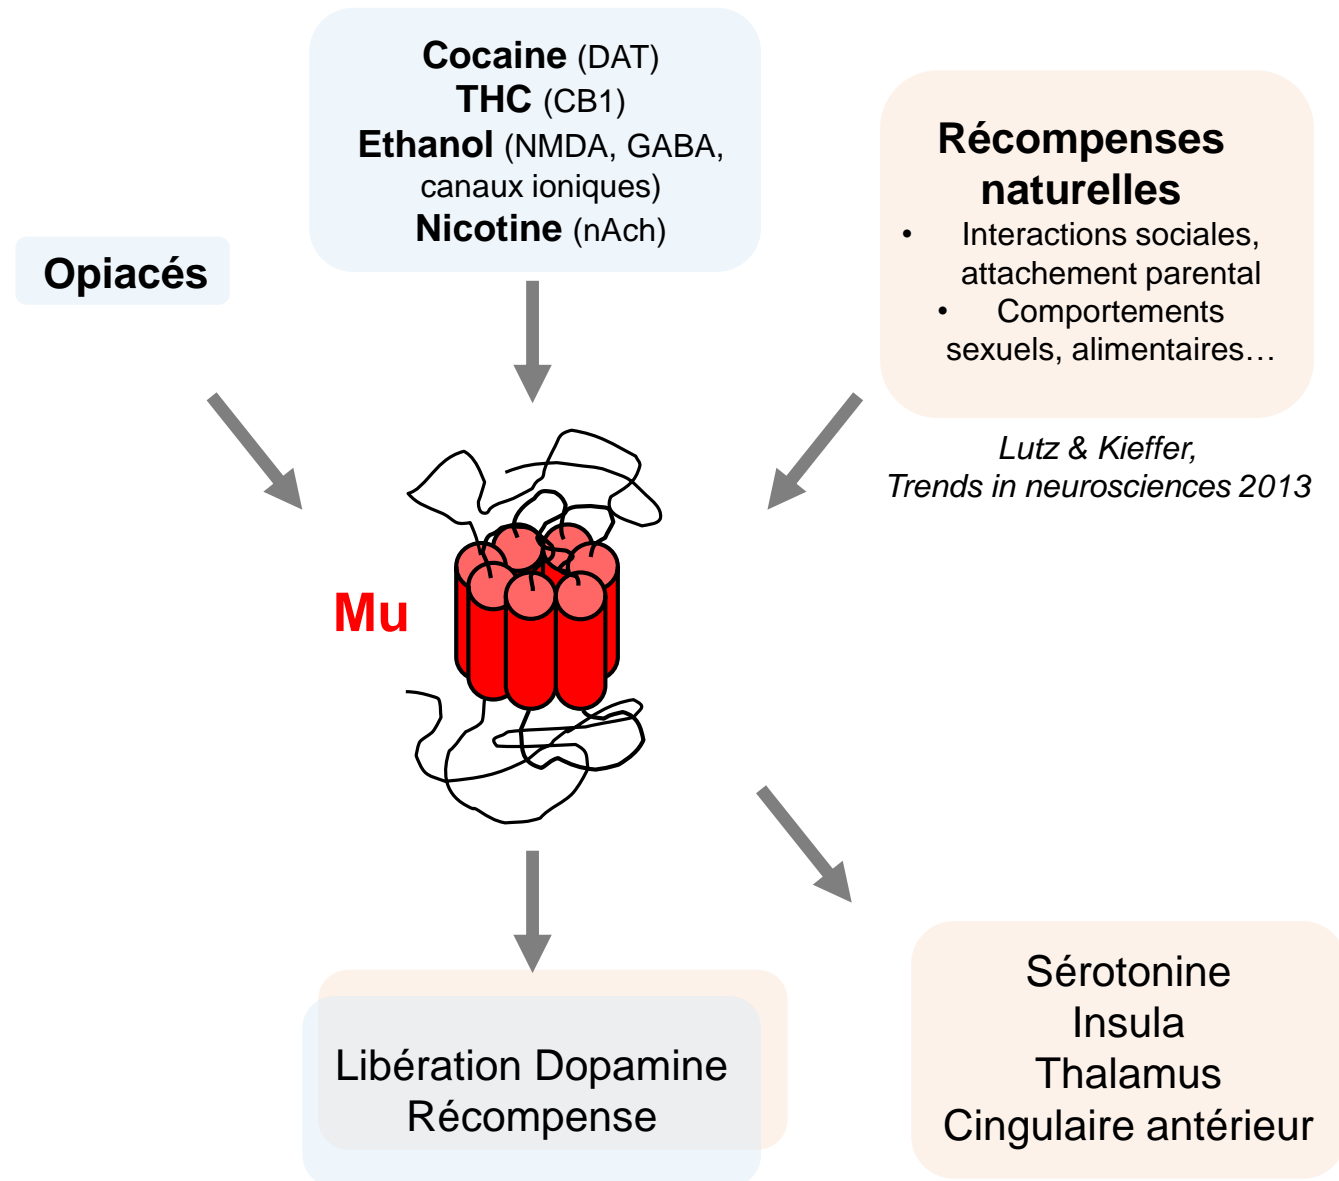 Cocaine (DAT)
THC (CB1)
Ethanol (NMDA, GABA,
canaux ioniques)
Nicotine (nAch)
Opiacés
Récompenses
naturelles
• Interactions sociales,
attachement parental
• Comportements
sexuels, alimentaires…
Lutz & Kieffer,
Trends in neurosciences 2013
Mu
Libération Dopamine
Récompense
Sérotonine
Insula
Thalamus
Cingulaire antérieur